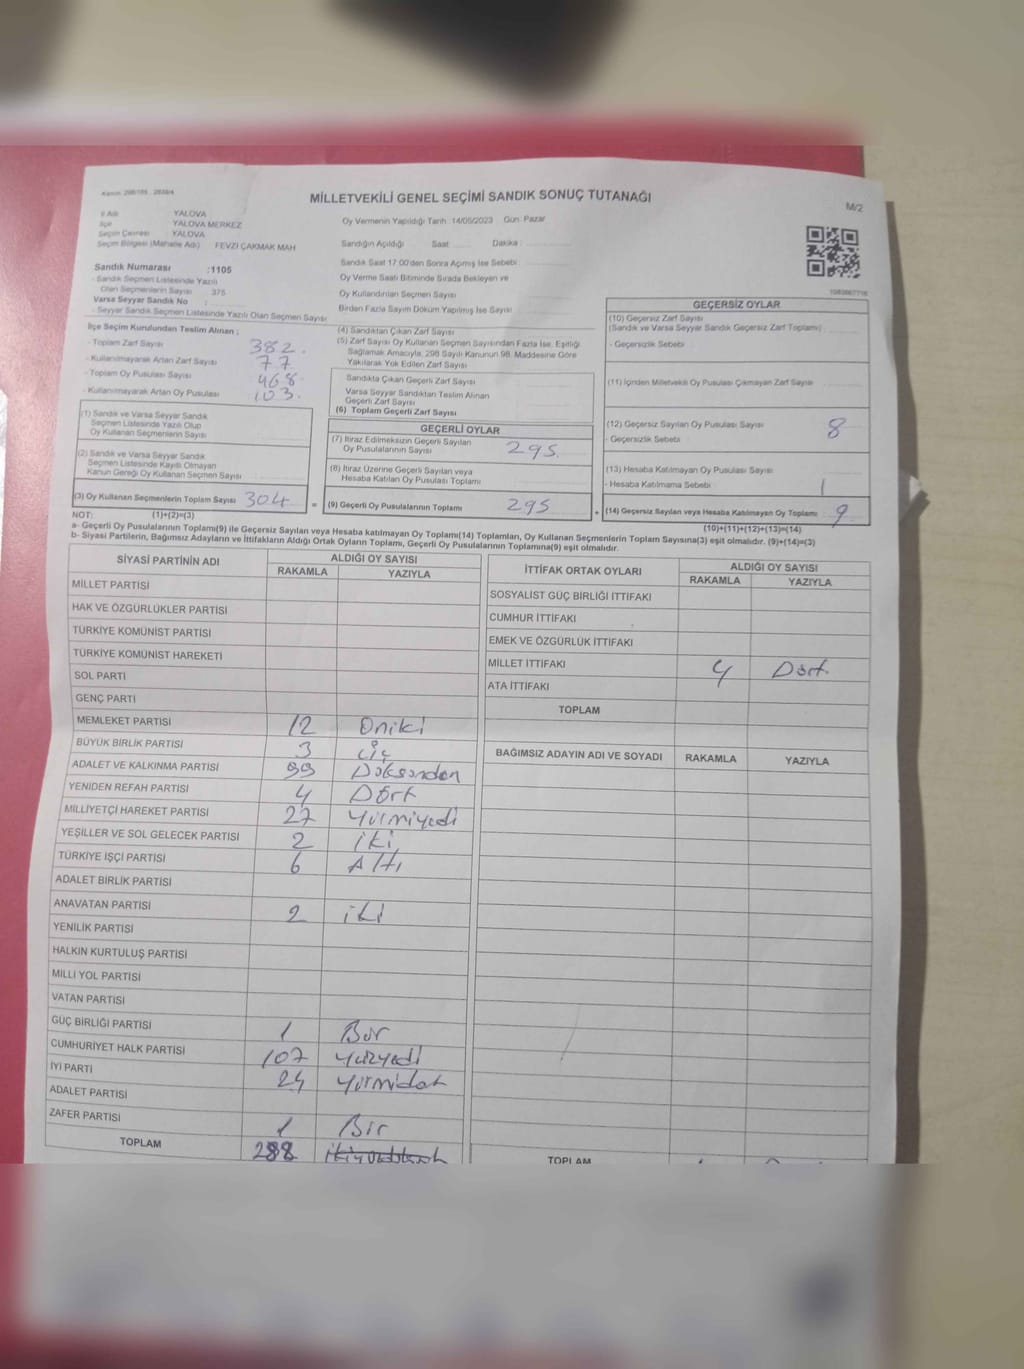 MİLLETVEKİLİ GENEL SEÇİMİ SANDIK SONUÇ TUTANAĞI
M/2
İl Adı YALOVA
İlçe YALOVA MERKEZ
Seçim Çevresi YALOVA
Seçim Bölgesi (Mahalle Adı) FEVZİ ÇAKMAK MAH
Oy Vermenin Yapıldığı Tarih 14/05/2023 Gün: Pazar
Sandığın Açıldığı Saat Dakika
Sandık Saat 17:00'den Sonra Açılmış İse Sebebi
Oy Verme Saati Bitiminde Sırada Bekleyen ve
Oy Kullandırılan Seçmen Sayısı
Birden Fazla Sayım Döküm Yapılmış İse Sayısı
Sandık Numarası :1105
- Sandık Seçmen Listesinde Yazılı
Olan Seçmenlerin Sayısı 375
Varsa Seyyar Sandık No :
- Seyyar Sandık Seçmen Listesinde Yazılı Olan Seçmen Sayısı
İlçe Seçim Kurulundan Teslim Alınan :
- Toplam Zarf Sayısı 382
- Kullanılmayarak Artan Zarf Sayısı 77
- Toplam Oy Pusulası Sayısı 468
- Kullanılmayarak Artan Oy Pusulası 103
(1) Sandık ve Varsa Seyyar Sandık
Seçmen Listesinde Yazılı Olup
Oy Kullanan Seçmenlerin Sayısı
(2) Sandık ve Varsa Seyyar Sandık
Seçmen Listesinde Kayıtlı Olmayan
Kanun Gereği Oy Kullanan Seçmen Sayısı
(3) Oy Kullanan Seçmenlerin Toplam Sayısı 304 =
(4) Sandıktan Çıkan Zarf Sayısı
(5) Zarf Sayısı Oy Kullanan Seçmen Sayısından Fazla İse, Eşitliği
Sağlamak Amacıyla, 298 Sayılı Kanunun 98. Maddesine Göre
Yakılarak Yok Edilen Zarf Sayısı
Sandıkta Çıkan Geçerli Zarf Sayısı
Varsa Seyyar Sandıktan Teslim Alınan
Geçerli Zarf Sayısı
(6) Toplam Geçerli Zarf Sayısı
GEÇERLİ OYLAR
(7) İtiraz Edilmeksizin Geçerli Sayılan
Oy Pusulalarının Sayısı 295
(8) İtiraz Üzerine Geçerli Sayılan veya
Hesaba Katılan Oy Pusulası Toplamı
(9) Geçerli Oy Pusulalarının Toplamı 295 +
GEÇERSİZ OYLAR
(10) Geçersiz Zarf Sayısı
(Sandık ve Varsa Seyyar Sandık Geçersiz Zarf Toplamı)
- Geçersizlik Sebebi
(11) İçinden Milletvekili Oy Pusulası Çıkmayan Zarf Sayısı
(12) Geçersiz Sayılan Oy Pusulası Sayısı 8
- Geçersizlik Sebebi
(13) Hesaba Katılmayan Oy Pusulası Sayısı
- Hesaba Katılmama Sebebi 1
(14) Geçersiz Sayılan veya Hesaba Katılmayan Oy Toplamı 9
NOT: (1)+(2)=(3)
(10)+(11)+(12)+(13)=(14)
a- Geçerli Oy Pusulalarının Toplamı(9) ile Geçersiz Sayılan veya Hesaba katılmayan Oy Toplamı(14) Toplamları, Oy Kullanan Seçmenlerin Toplam Sayısına(3) eşit olmalıdır. (9)+(14)=(3)
b- Siyasi Partilerin, Bağımsız Adayların ve İttifakların Aldığı Ortak Oyların Toplamı, Geçerli Oy Pusulalarının Toplamına(9) eşit olmalıdır.
SİYASİ PARTİNİN ADI ALDIĞI OY SAYISI
RAKAMLA YAZIYLA
MİLLET PARTİSİ
HAK VE ÖZGÜRLÜKLER PARTİSİ
TÜRKİYE KOMÜNİST PARTİSİ
TÜRKİYE KOMÜNİST HAREKETİ
SOL PARTİ
GENÇ PARTİ
MEMLEKET PARTİSİ 12 Oniki
BÜYÜK BİRLİK PARTİSİ 3 üç
ADALET VE KALKINMA PARTİSİ 99
YENİDEN REFAH PARTİSİ 4 Dört
MİLLİYETÇİ HAREKET PARTİSİ 27 Yirmiyedi
YEŞİLLER VE SOL GELECEK PARTİSİ 2 iki
TÜRKİYE İŞÇİ PARTİSİ 6 Altı
ADALET BİRLİK PARTİSİ
ANAVATAN PARTİSİ 2 iki
YENİLİK PARTİSİ
HALKIN KURTULUŞ PARTİSİ
MİLLİ YOL PARTİSİ
VATAN PARTİSİ
GÜÇ BİRLİĞİ PARTİSİ 1 Bir
CUMHURİYET HALK PARTİSİ 107 Yüzyedi
İYİ PARTİ 24
ADALET PARTİSİ
ZAFER PARTİSİ 1 Bir
TOPLAM 288
İTTİFAK ORTAK OYLARI ALDIĞI OY SAYISI
RAKAMLA YAZIYLA
SOSYALİST GÜÇ BİRLİĞİ İTTİFAKI
CUMHUR İTTİFAKI
EMEK VE ÖZGÜRLÜK İTTİFAKI
MİLLET İTTİFAKI 4 Dört
ATA İTTİFAKI
TOPLAM
BAĞIMSIZ ADAYIN ADI VE SOYADI RAKAMLA YAZIYLA
TOPLAM